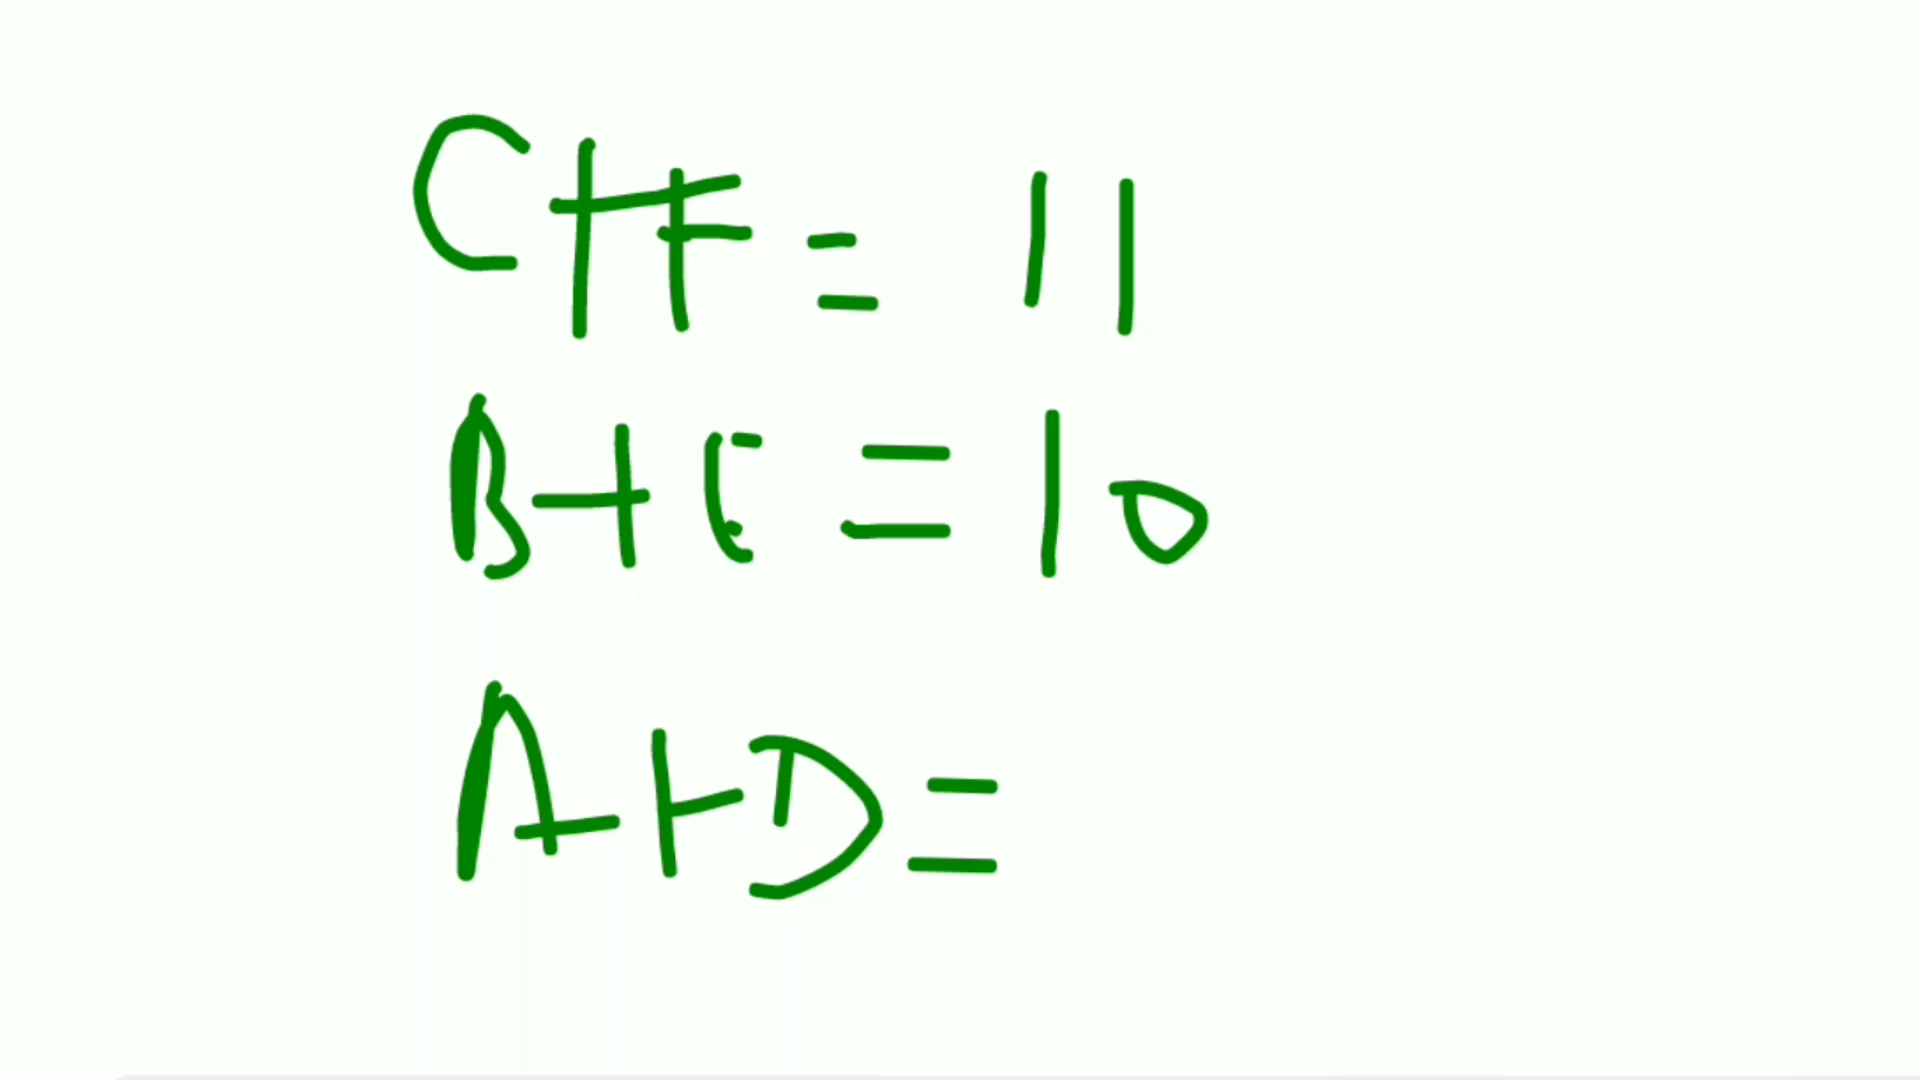 C+F = 11
B+E = 10
A+D =